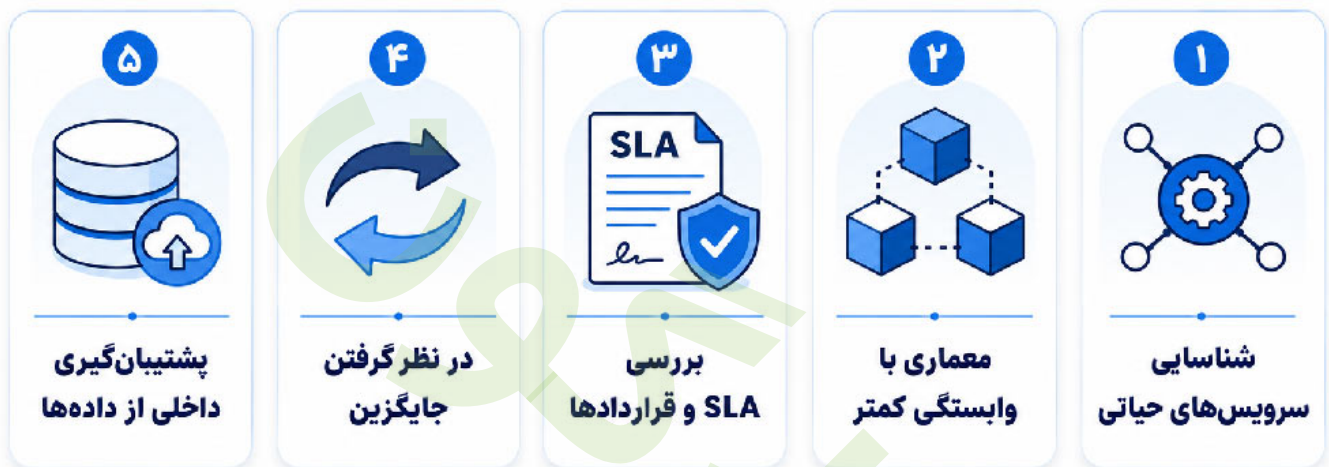 ۱
شناسایی
سرویس‌های حیاتی
۲
معماری با
وابستگی کمتر
۳
SLA
بررسی
SLA و قراردادها
۴
در نظر گرفتن
جایگزین
۵
پشتیبان‌گیری
داخلی از داده‌ها